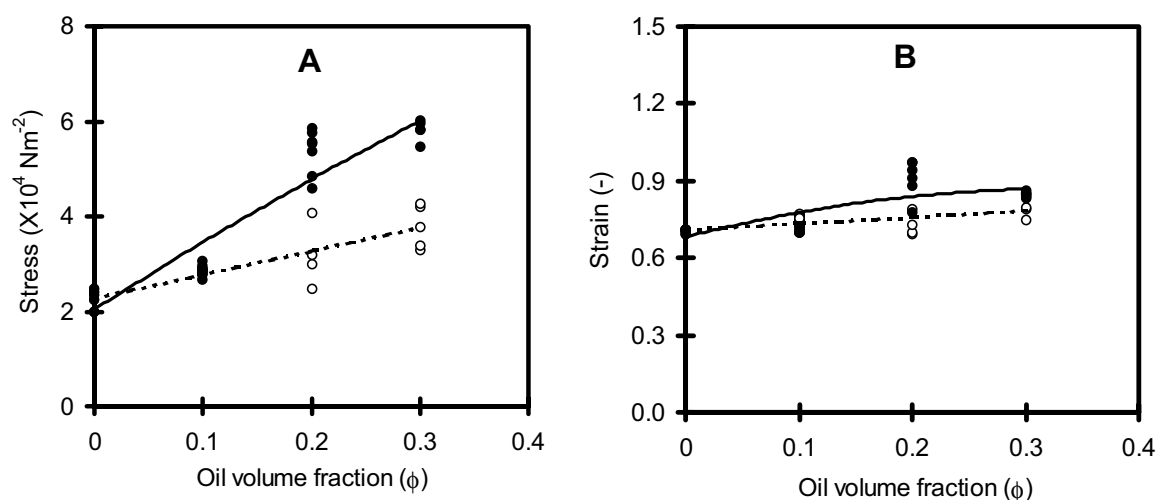 A
Stress (X10⁴ Nm⁻²)
8
6
4
2
0
0 0.1 0.2 0.3 0.4
Oil volume fraction (ϕ)
B
Strain (-)
1.5
1.2
0.9
0.6
0.3
0.0
0 0.1 0.2 0.3 0.4
Oil volume fraction (ϕ)